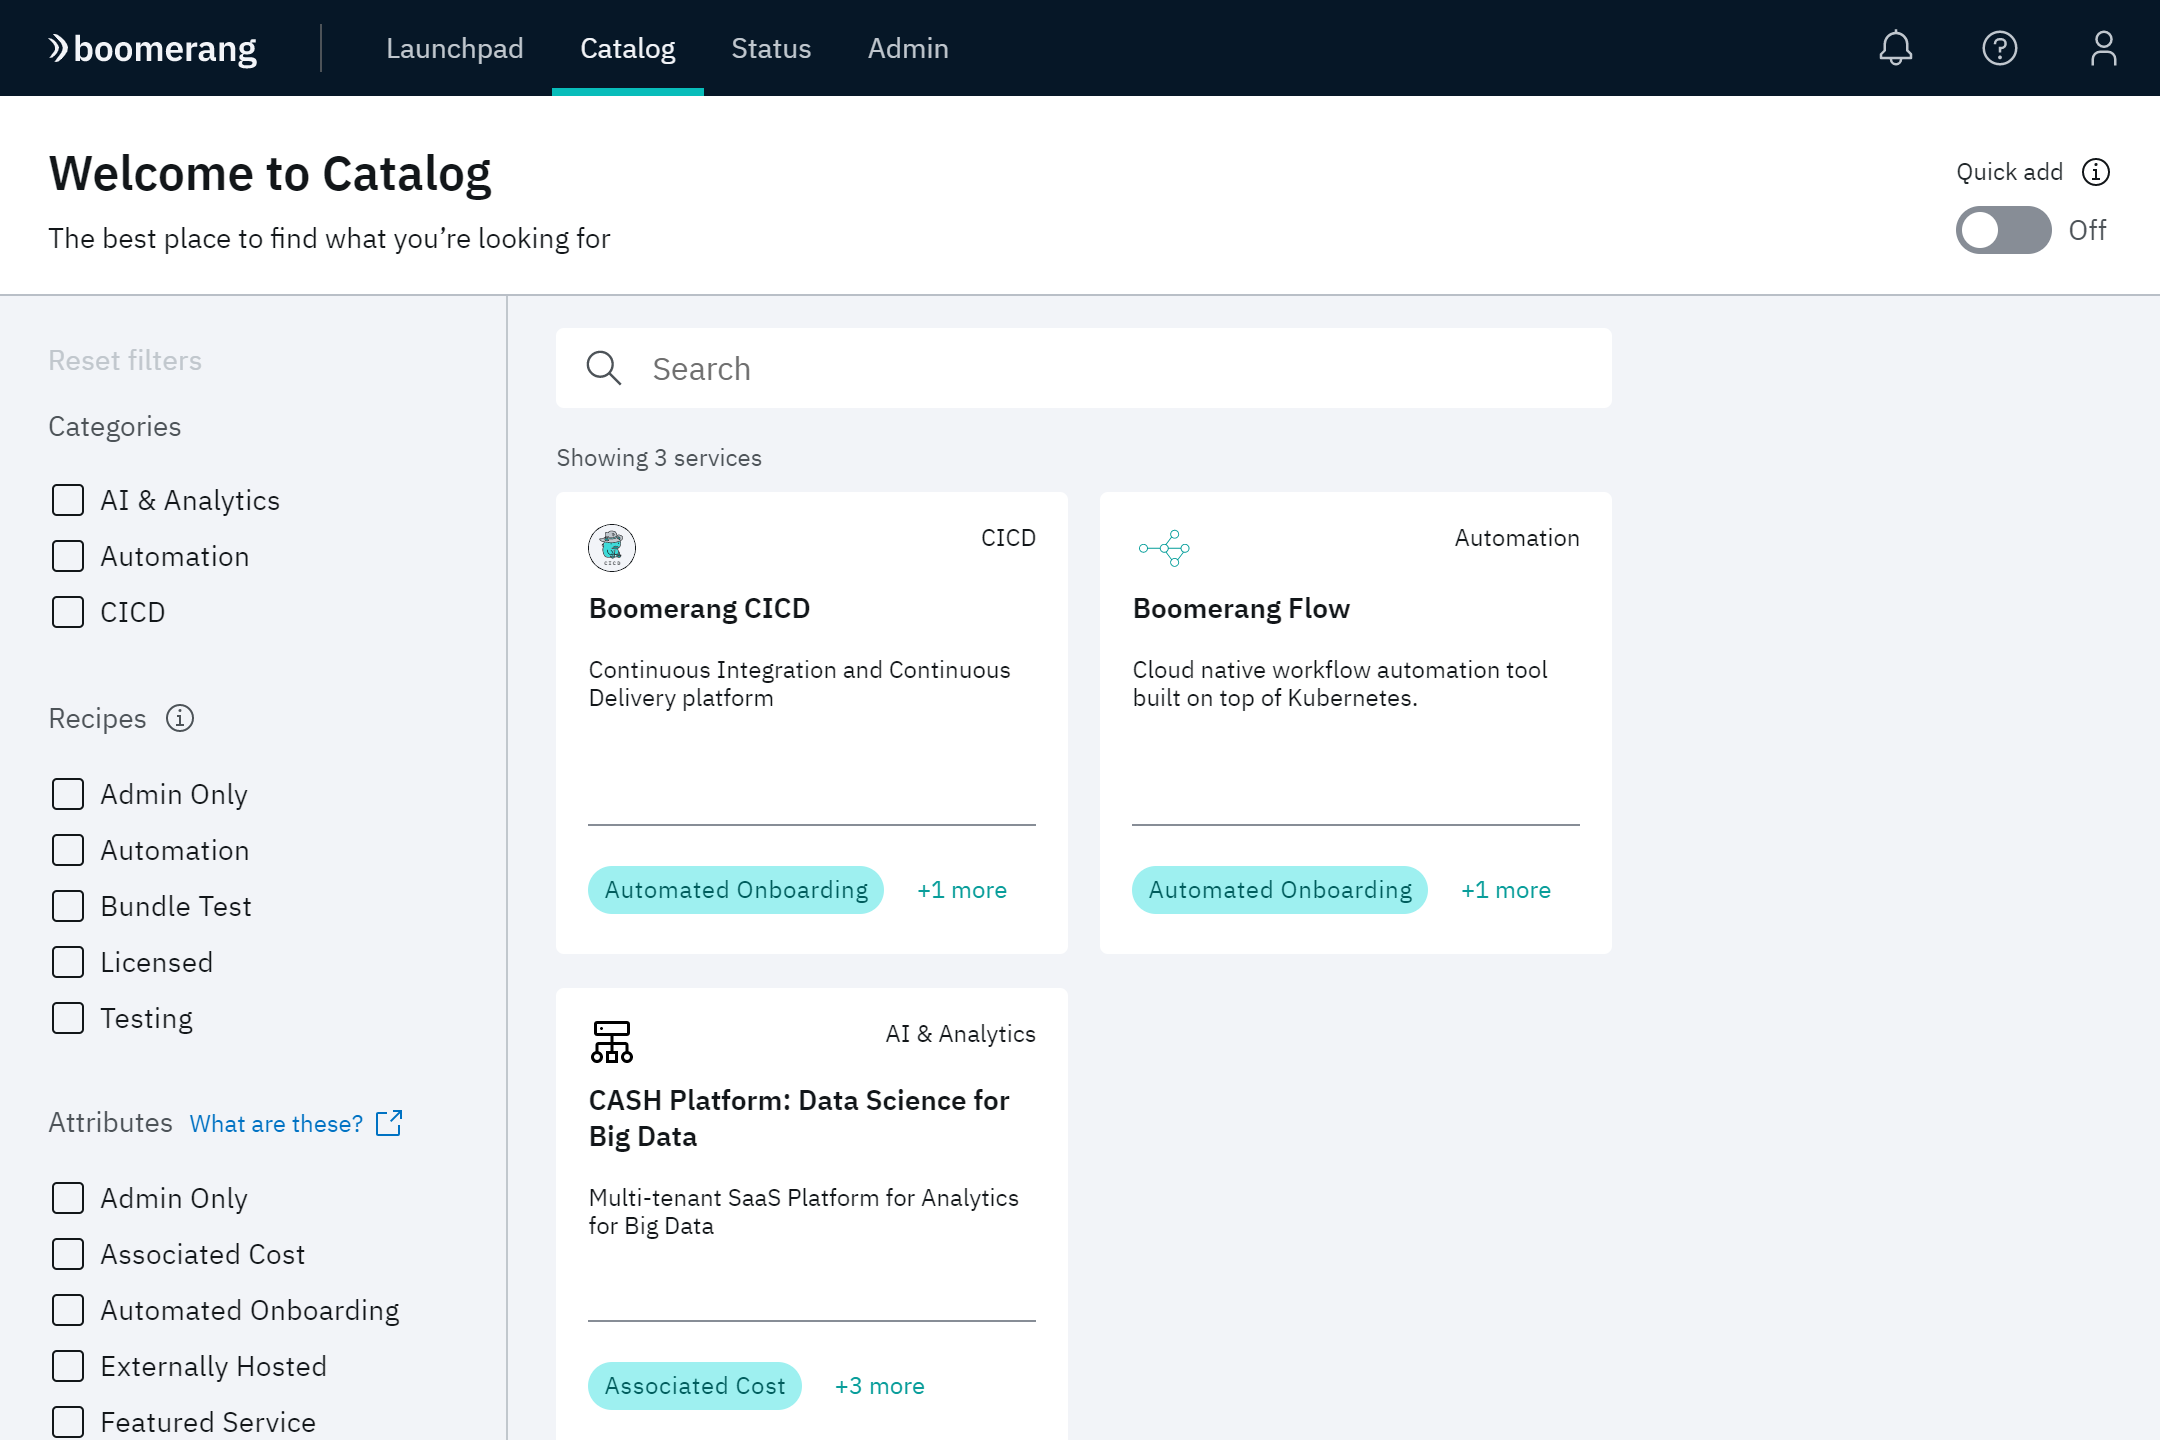 boomerang
Launchpad
Catalog
Status
Admin
Welcome to Catalog
The best place to find what you’re looking for
Quick add
Off
Reset filters
Categories
AI & Analytics
Automation
CICD
Recipes
Admin Only
Automation
Bundle Test
Licensed
Testing
Attributes What are these?
Admin Only
Associated Cost
Automated Onboarding
Externally Hosted
Featured Service
Search
Showing 3 services
CICD
CICD
Boomerang CICD
Continuous Integration and Continuous
Delivery platform
Automated Onboarding +1 more
Automation
Boomerang Flow
Cloud native workflow automation tool
built on top of Kubernetes.
Automated Onboarding +1 more
AI & Analytics
CASH Platform: Data Science for
Big Data
Multi-tenant SaaS Platform for Analytics
for Big Data
Associated Cost +3 more